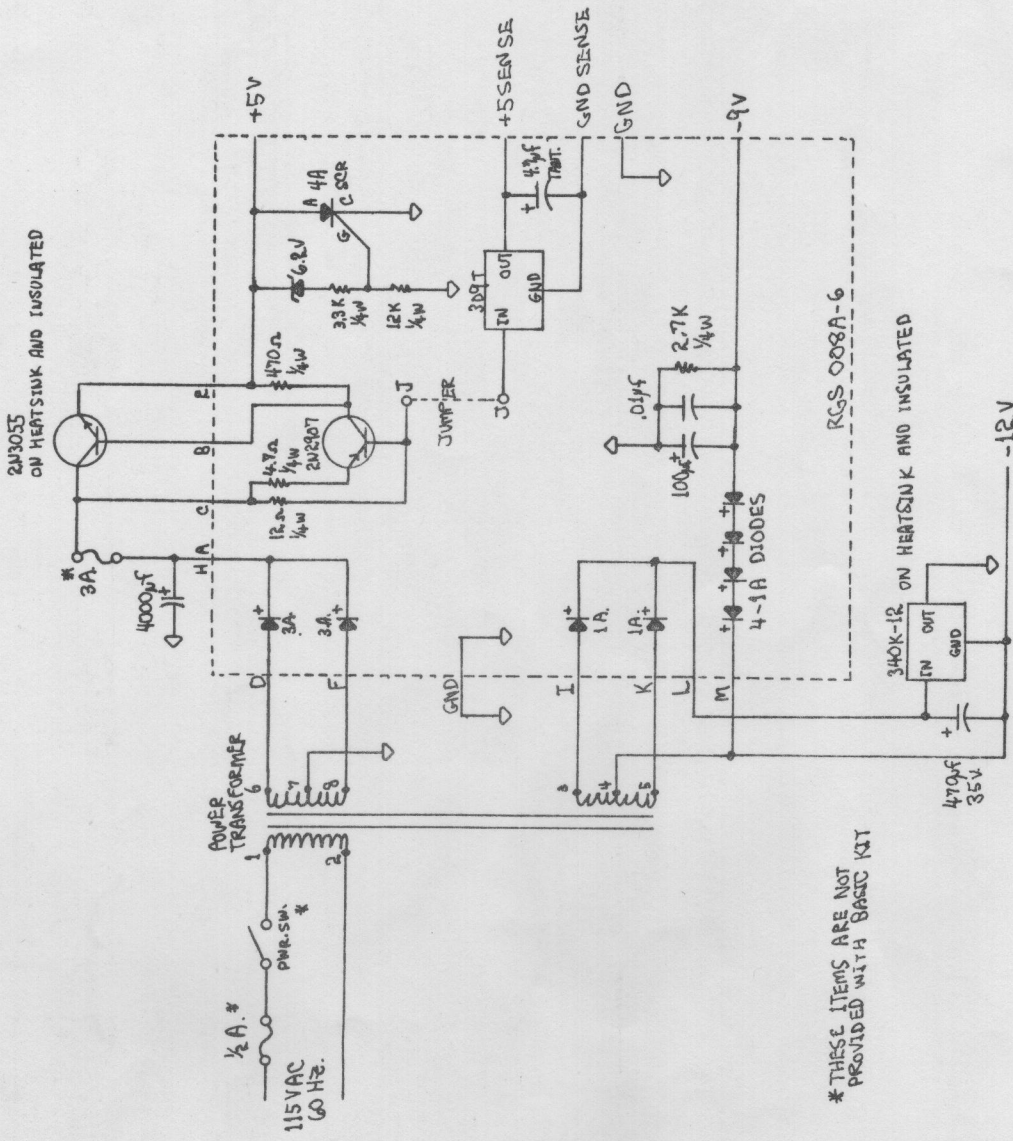 2N3055
ON HEATSINK AND INSULATED
*
3A.
4000µf
+
H
A
C
B
+5V
12Ω
¼W
4.7Ω
¼W
470Ω
¼W
2N2907
6.2V
3.3K
¼W
12K
¼W
A
4A
C
SCR
G
D
F
3A.
+
3A.
+
J
JUMPER
J
309
IN
OUT
GND
4.7µf
TANT.
+
+5SENSE
GND SENSE
GND
GND
POWER
TRANSFORMER
½A.*
PWR.SW.
*
115VAC
60 HZ.
1
2
6
7
8
3
4
5
I
K
L
M
1A.
+
1A.
+
100µf
+
.01µf
2.7K
¼W
-9V
+
+
+
+
4-1A DIODES
RGS 008A-6
340K-12
IN
OUT
GND
ON HEATSINK AND INSULATED
+
470µf
35V
-12V
*THESE ITEMS ARE NOT
PROVIDED WITH BASIC KIT